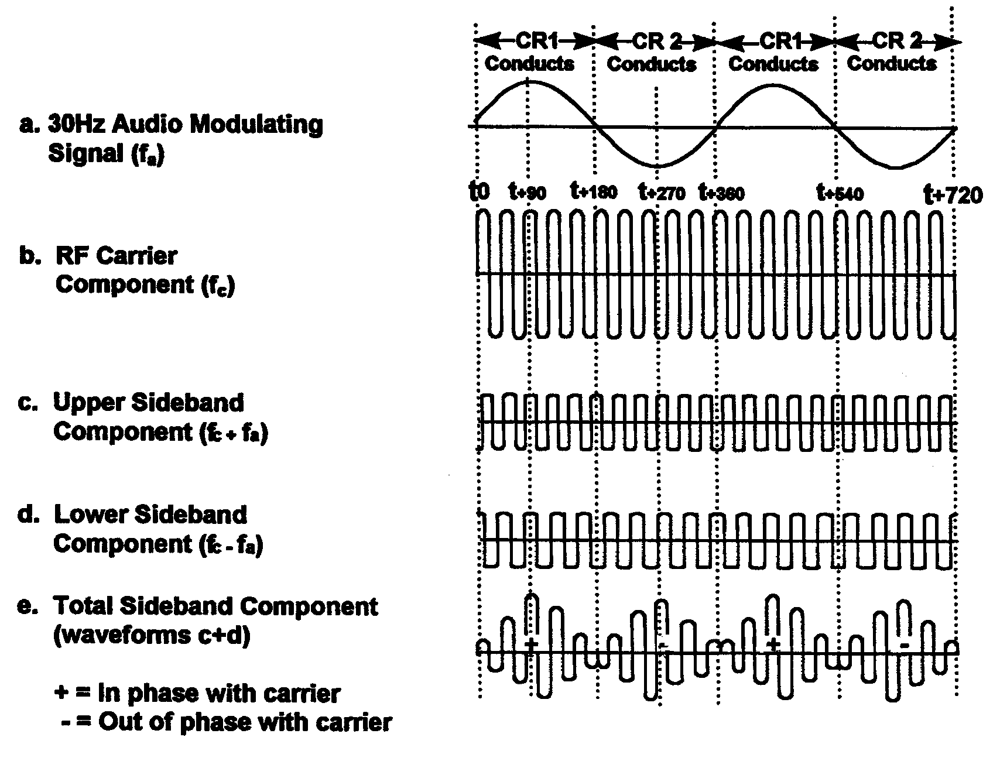 CR1 CR 2 CR1 CR 2
Conducts Conducts Conducts Conducts
a. 30Hz Audio Modulating
Signal (fa)
t0 t+90 t+180 t+270 t+360 t+540 t+720
b. RF Carrier
Component (fc)
c. Upper Sideband
Component (fc + fa)
d. Lower Sideband
Component (fc - fa)
e. Total Sideband Component
(waveforms c+d)
+ - + -
+ = In phase with carrier
- = Out of phase with carrier